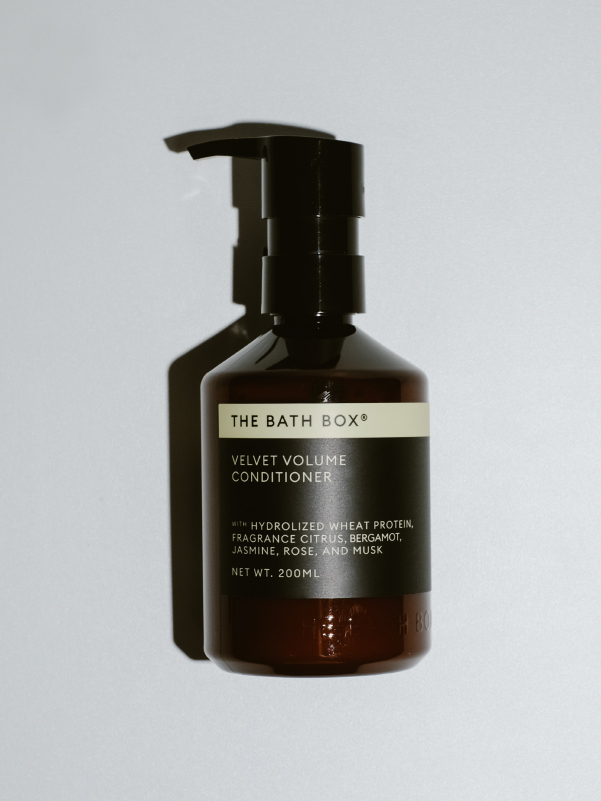 THE BATH BOX®
VELVET VOLUME
CONDITIONER
WITH HYDROLIZED WHEAT PROTEIN,
FRAGRANCE CITRUS, BERGAMOT,
JASMINE, ROSE, AND MUSK
NET WT. 200ML